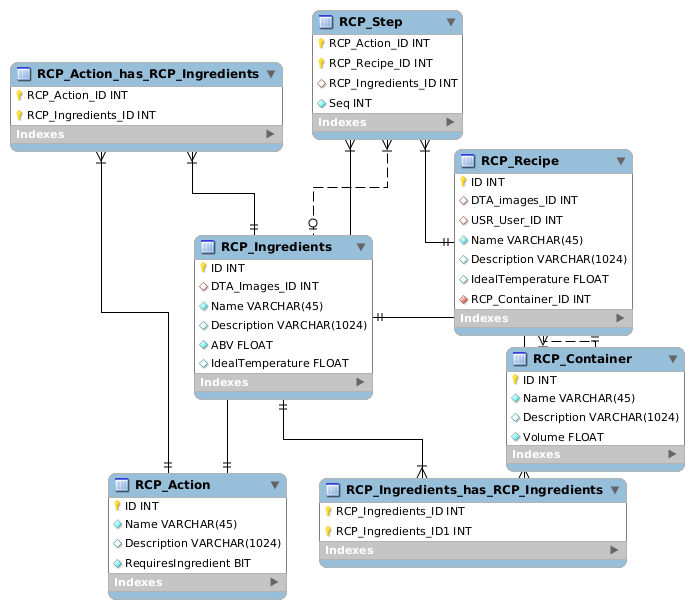 RCP_Step
RCP_Action_ID INT
RCP_Recipe_ID INT
RCP_Ingredients_ID INT
Seq INT
Indexes
RCP_Action_has_RCP_Ingredients
RCP_Action_ID INT
RCP_Ingredients_ID INT
Indexes
RCP_Recipe
ID INT
DTA_images_ID INT
USR_User_ID INT
Name VARCHAR(45)
Description VARCHAR(1024)
IdealTemperature FLOAT
RCP_Container_ID INT
Indexes
RCP_Ingredients
ID INT
DTA_Images_ID INT
Name VARCHAR(45)
Description VARCHAR(1024)
ABV FLOAT
IdealTemperature FLOAT
Indexes
RCP_Container
ID INT
Name VARCHAR(45)
Description VARCHAR(1024)
Volume FLOAT
Indexes
RCP_Action
ID INT
Name VARCHAR(45)
Description VARCHAR(1024)
RequiresIngredient BIT
Indexes
RCP_Ingredients_has_RCP_Ingredients
RCP_Ingredients_ID INT
RCP_Ingredients_ID1 INT
Indexes